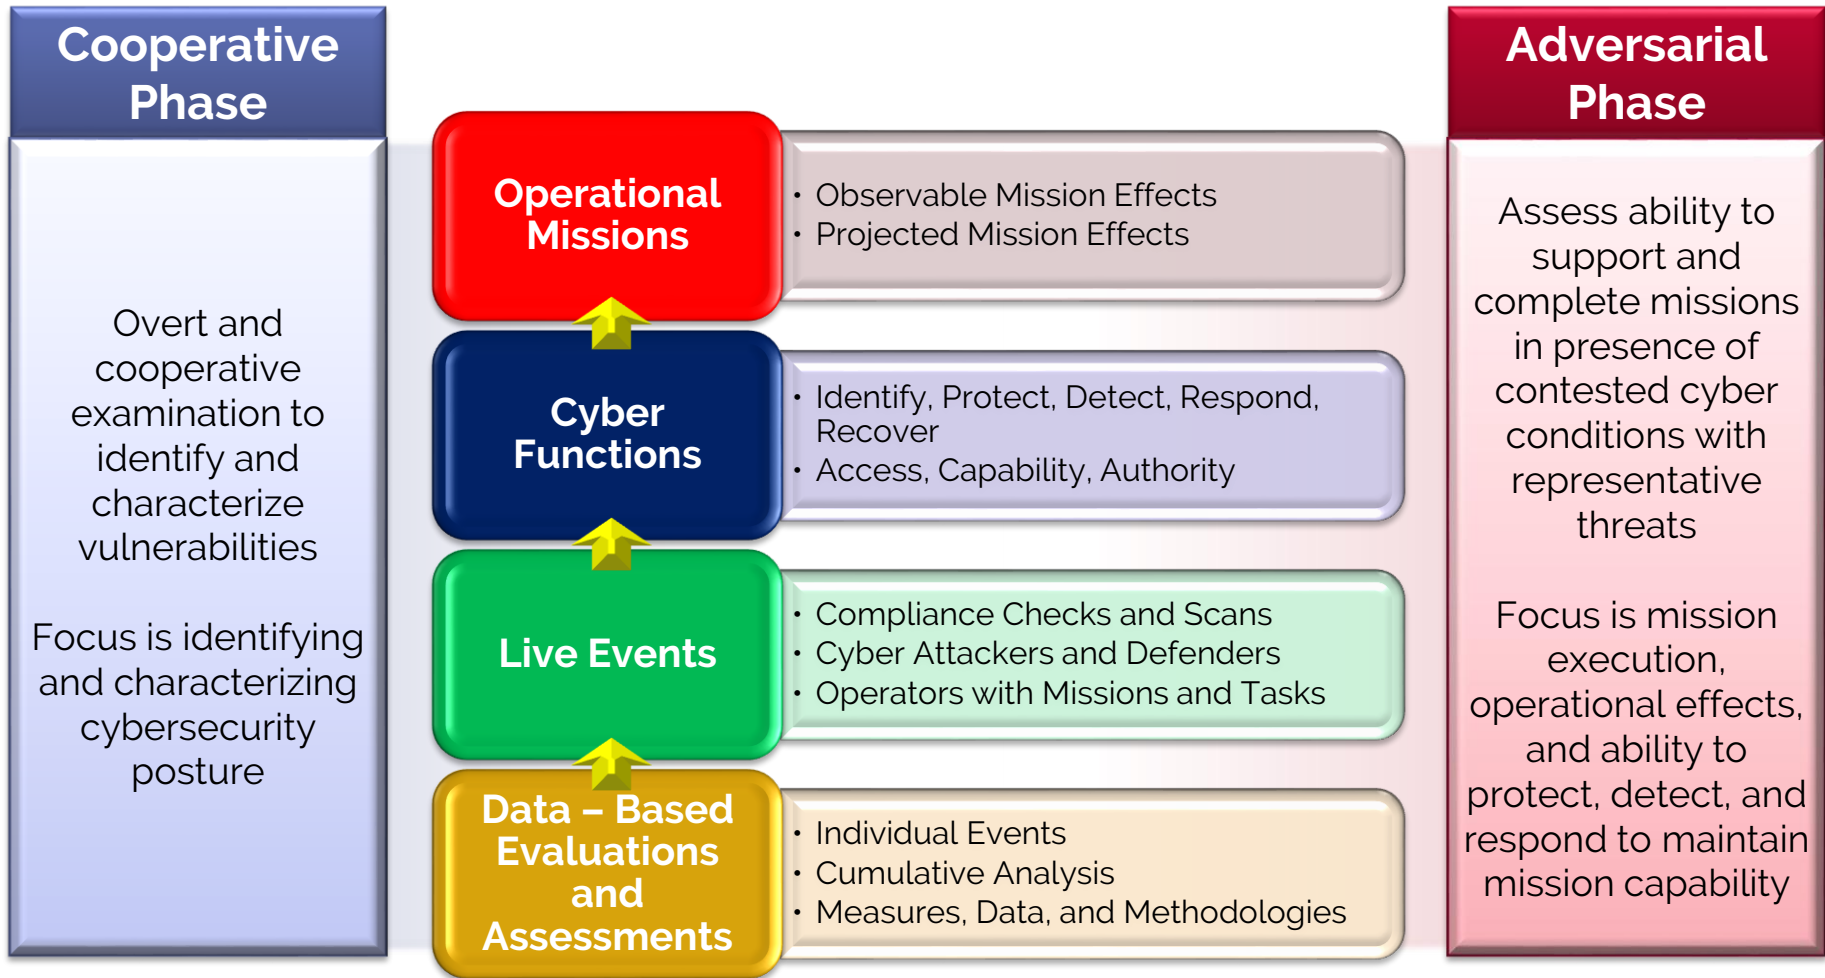 Cooperative
Phase
Overt and
cooperative
examination to
identify and
characterize
vulnerabilities
Focus is identifying
and characterizing
cybersecurity
posture
Operational
Missions
• Observable Mission Effects
• Projected Mission Effects
Cyber
Functions
• Identify, Protect, Detect, Respond,
Recover
• Access, Capability, Authority
Live Events
• Compliance Checks and Scans
• Cyber Attackers and Defenders
• Operators with Missions and Tasks
Data – Based
Evaluations
and
Assessments
• Individual Events
• Cumulative Analysis
• Measures, Data, and Methodologies
Adversarial
Phase
Assess ability to
support and
complete missions
in presence of
contested cyber
conditions with
representative
threats
Focus is mission
execution,
operational effects,
and ability to
protect, detect, and
respond to maintain
mission capability